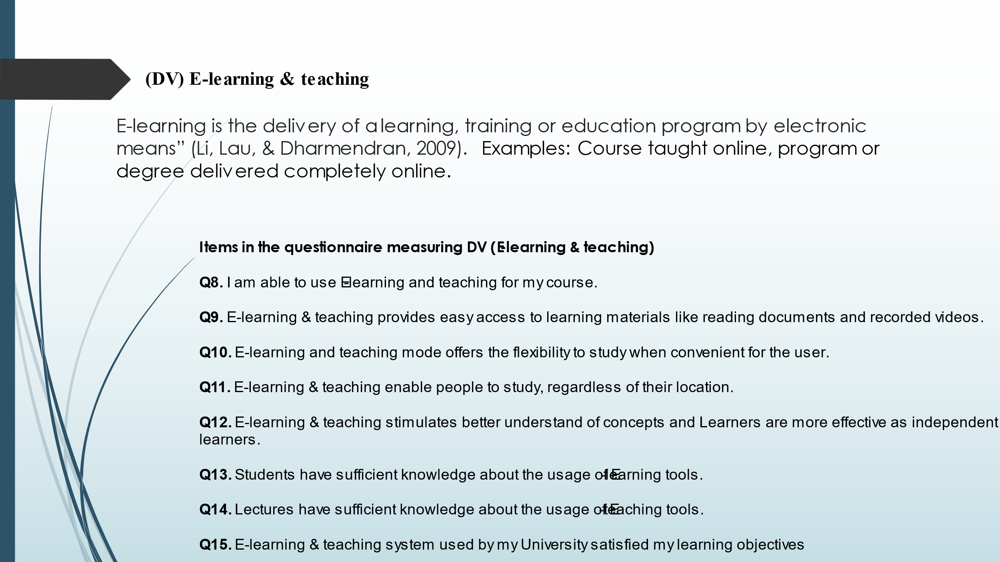 (DV) E-learning & teaching
E-learning is the delivery of a learning, training or education program by electronic
means” (Li, Lau, & Dharmendran, 2009).   Examples: Course taught online, program or
degree delivered completely online.
Items in the questionnaire measuring DV (E-learning & teaching)
Q8. I am able to use E-learning and teaching for my course.
Q9. E-learning & teaching provides easy access to learning materials like reading documents and recorded videos.
Q10. E-learning and teaching mode offers the flexibility to study when convenient for the user.
Q11. E-learning & teaching enable people to study, regardless of their location.
Q12. E-learning & teaching stimulates better understand of concepts and Learners are more effective as independent
learners.
Q13. Students have sufficient knowledge about the usage of E-learning tools.
Q14. Lectures have sufficient knowledge about the usage of E-teaching tools.
Q15. E-learning & teaching system used by my University satisfied my learning objectives